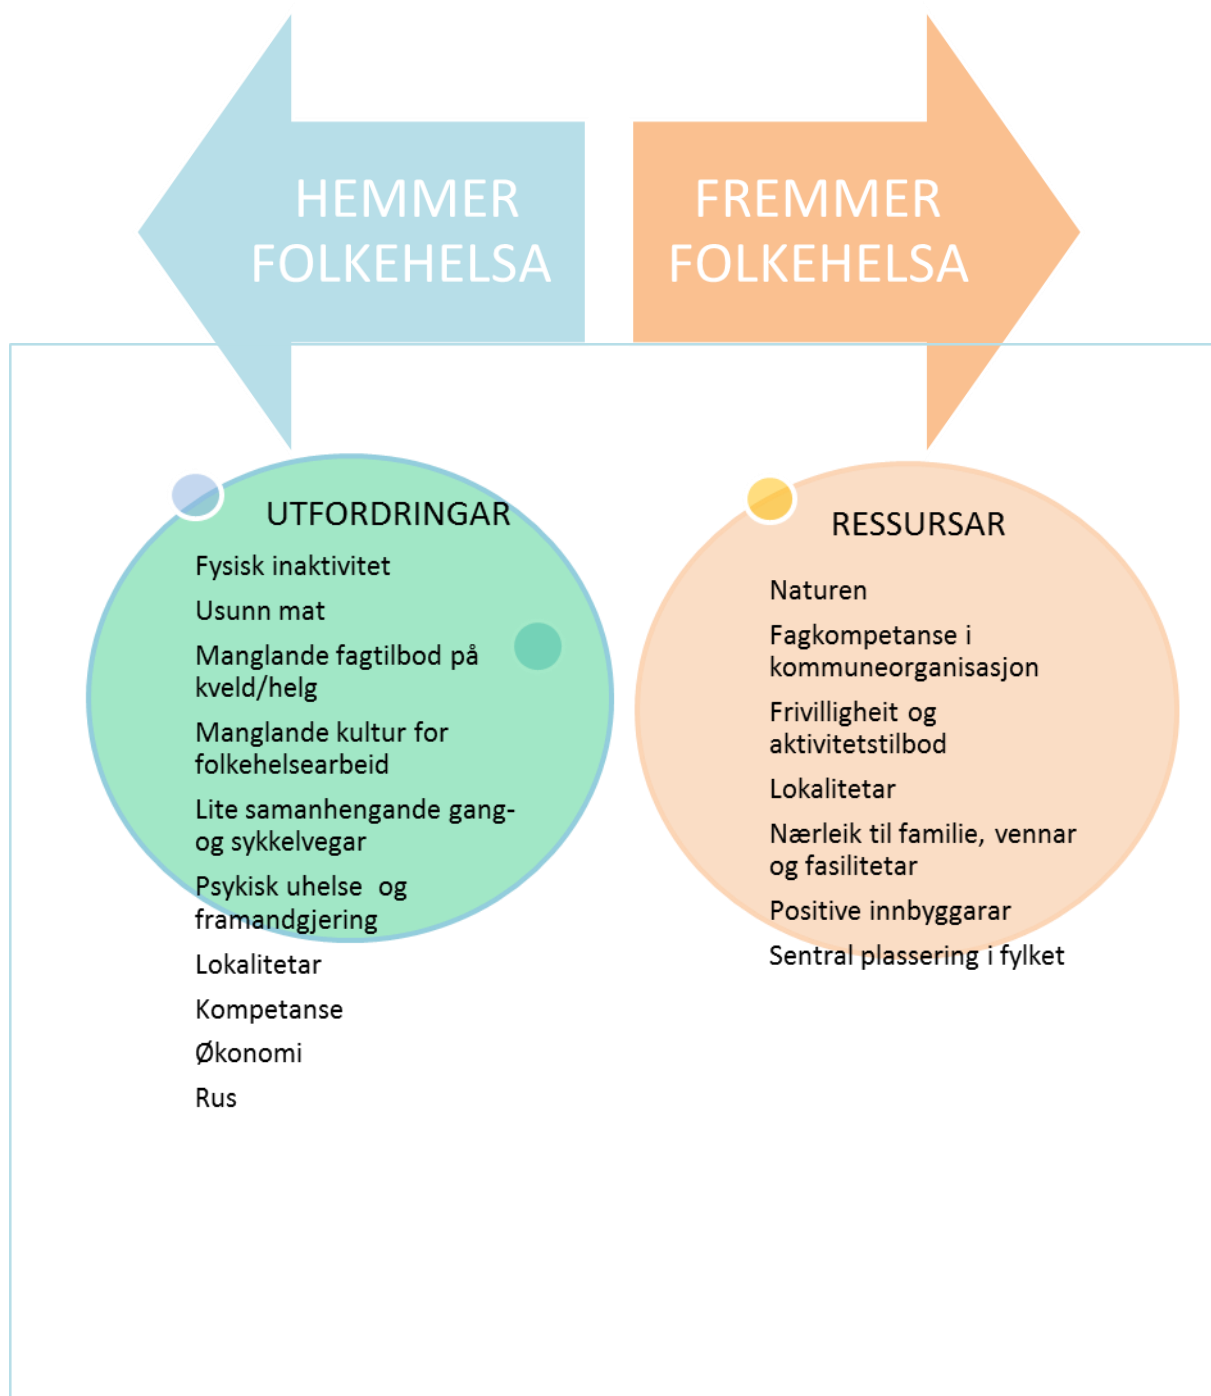 HEMMER
FOLKEHELSA
FREMMER
FOLKEHELSA
UTFORDRINGAR
Fysisk inaktivitet
Usunn mat
Manglande fagtilbod på
kveld/helg
Manglande kultur for
folkehelsearbeid
Lite samanhengande gang-
og sykkelvegar
Psykisk uhelse og
framandgjering
Lokalitetar
Kompetanse
Økonomi
Rus
RESSURSAR
Naturen
Fagkompetanse i
kommuneorganisasjon
Frivilligheit og
aktivitetstilbod
Lokalitetar
Nærleik til familie, vennar
og fasilitetar
Positive innbyggarar
Sentral plassering i fylket